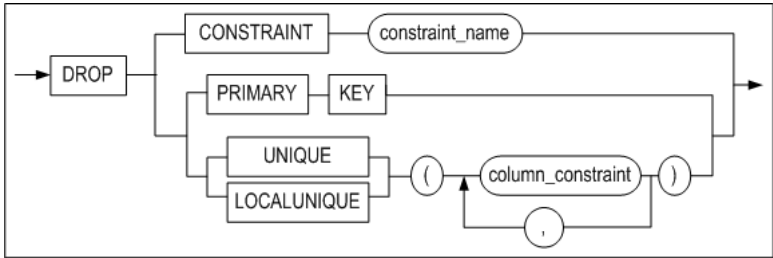 CONSTRAINT constraint_name
DROP
PRIMARY KEY
UNIQUE
( column_constraint )
LOCALUNIQUE
,